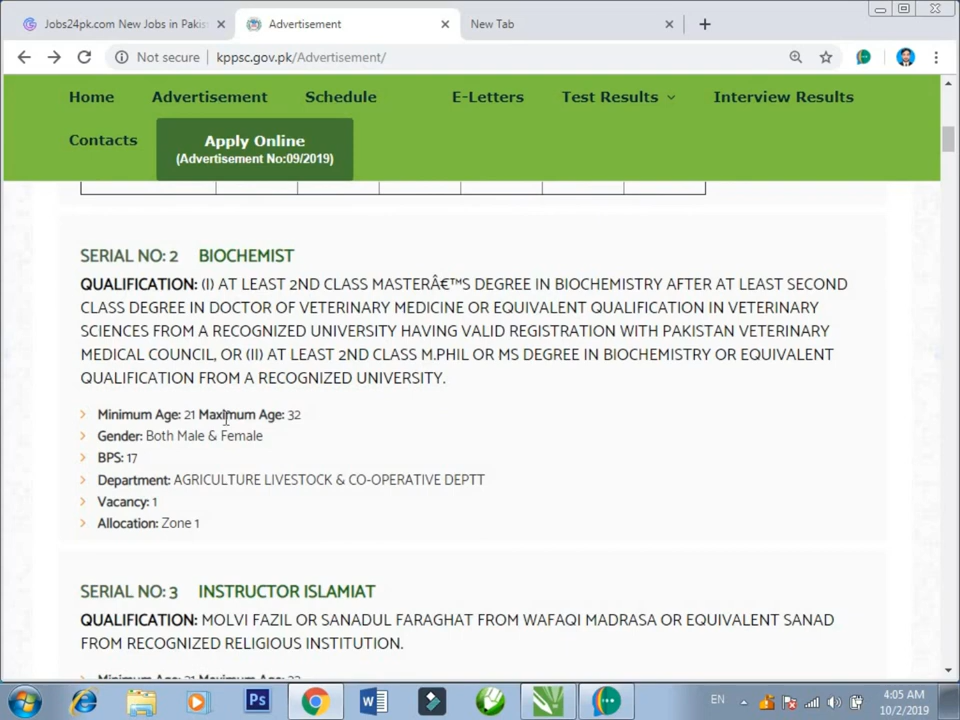 Jobs24pk.com New Jobs in Pakis
Advertisement
New Tab
Not secure
kppsc.gov.pk/Advertisement/
Home
Advertisement
Schedule
E-Letters
Test Results
Interview Results
Contacts
Apply Online
(Advertisement No:09/2019)
SERIAL NO: 2 BIOCHEMIST
QUALIFICATION: (I) AT LEAST 2ND CLASS MASTERÂ€™S DEGREE IN BIOCHEMISTRY AFTER AT LEAST SECOND
CLASS DEGREE IN DOCTOR OF VETERINARY MEDICINE OR EQUIVALENT QUALIFICATION IN VETERINARY
SCIENCES FROM A RECOGNIZED UNIVERSITY HAVING VALID REGISTRATION WITH PAKISTAN VETERINARY
MEDICAL COUNCIL, OR (II) AT LEAST 2ND CLASS M.PHIL OR MS DEGREE IN BIOCHEMISTRY OR EQUIVALENT
QUALIFICATION FROM A RECOGNIZED UNIVERSITY.
Minimum Age: 21 Maximum Age: 32
Gender: Both Male & Female
BPS: 17
Department: AGRICULTURE LIVESTOCK & CO-OPERATIVE DEPTT
Vacancy: 1
Allocation: Zone 1
SERIAL NO: 3 INSTRUCTOR ISLAMIAT
QUALIFICATION: MOLVI FAZIL OR SANADUL FARAGHAT FROM WAFAQI MADRASA OR EQUIVALENT SANAD
FROM RECOGNIZED RELIGIOUS INSTITUTION.
Ps
EN
4:05 AM
10/2/2019